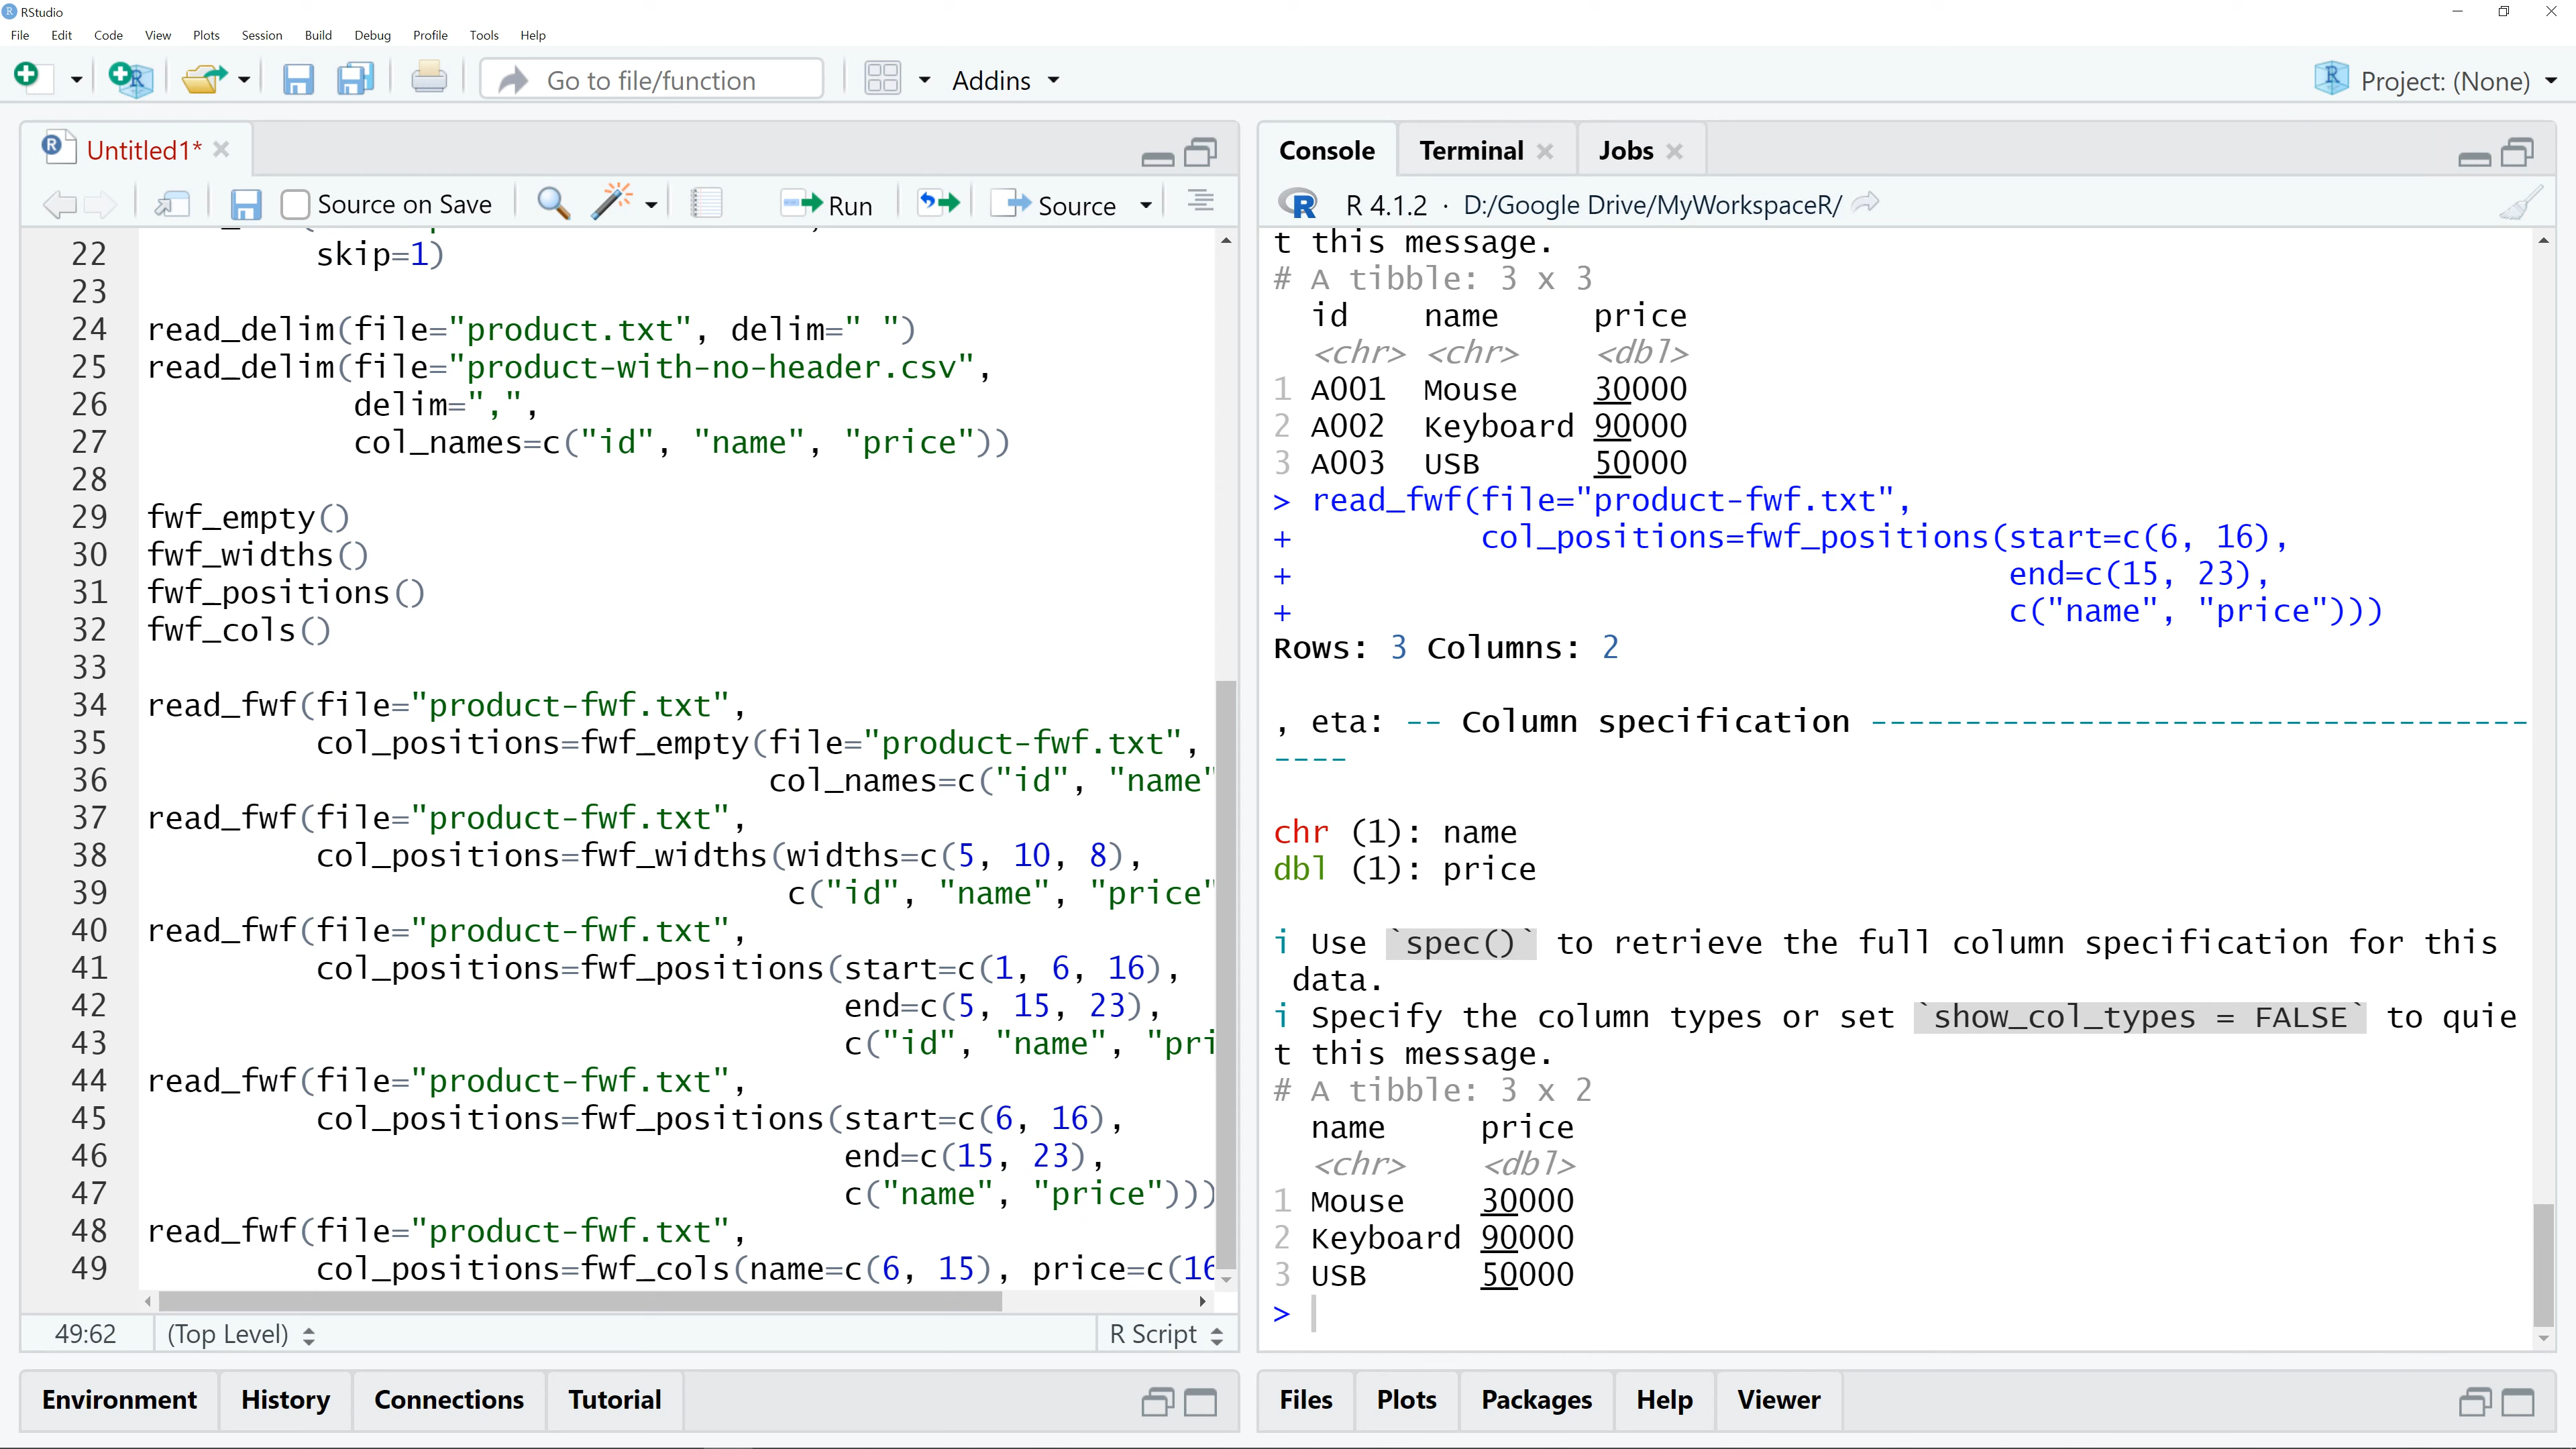 RStudio
File Edit Code View Plots Session Build Debug Profile Tools Help
Go to file/function Addins Project: (None)
Untitled1*
Source on Save Run Source
22 skip=1)
23
24 read_delim(file="product.txt", delim=" ")
25 read_delim(file="product-with-no-header.csv",
26 delim=",",
27 col_names=c("id", "name", "price"))
28
29 fwf_empty()
30 fwf_widths()
31 fwf_positions()
32 fwf_cols()
33
34 read_fwf(file="product-fwf.txt",
35 col_positions=fwf_empty(file="product-fwf.txt",
36 col_names=c("id", "name"
37 read_fwf(file="product-fwf.txt",
38 col_positions=fwf_widths(widths=c(5, 10, 8),
39 c("id", "name", "price"
40 read_fwf(file="product-fwf.txt",
41 col_positions=fwf_positions(start=c(1, 6, 16),
42 end=c(5, 15, 23),
43 c("id", "name", "pri
44 read_fwf(file="product-fwf.txt",
45 col_positions=fwf_positions(start=c(6, 16),
46 end=c(15, 23),
47 c("name", "price")))
48 read_fwf(file="product-fwf.txt",
49 col_positions=fwf_cols(name=c(6, 15), price=c(16
49:62 (Top Level) R Script
Environment History Connections Tutorial
Console Terminal Jobs
R 4.1.2 · D:/Google Drive/MyWorkspaceR/
t this message.
# A tibble: 3 x 3
id name price
<chr> <chr> <dbl>
1 A001 Mouse 30000
2 A002 Keyboard 90000
3 A003 USB 50000
> read_fwf(file="product-fwf.txt",
+ col_positions=fwf_positions(start=c(6, 16),
+ end=c(15, 23),
+ c("name", "price")))
Rows: 3 Columns: 2
, eta: -- Column specification -----------------------------------
----
chr (1): name
dbl (1): price
i Use `spec()` to retrieve the full column specification for this
data.
i Specify the column types or set `show_col_types = FALSE` to quie
t this message.
# A tibble: 3 x 2
name price
<chr> <dbl>
1 Mouse 30000
2 Keyboard 90000
3 USB 50000
>
Files Plots Packages Help Viewer